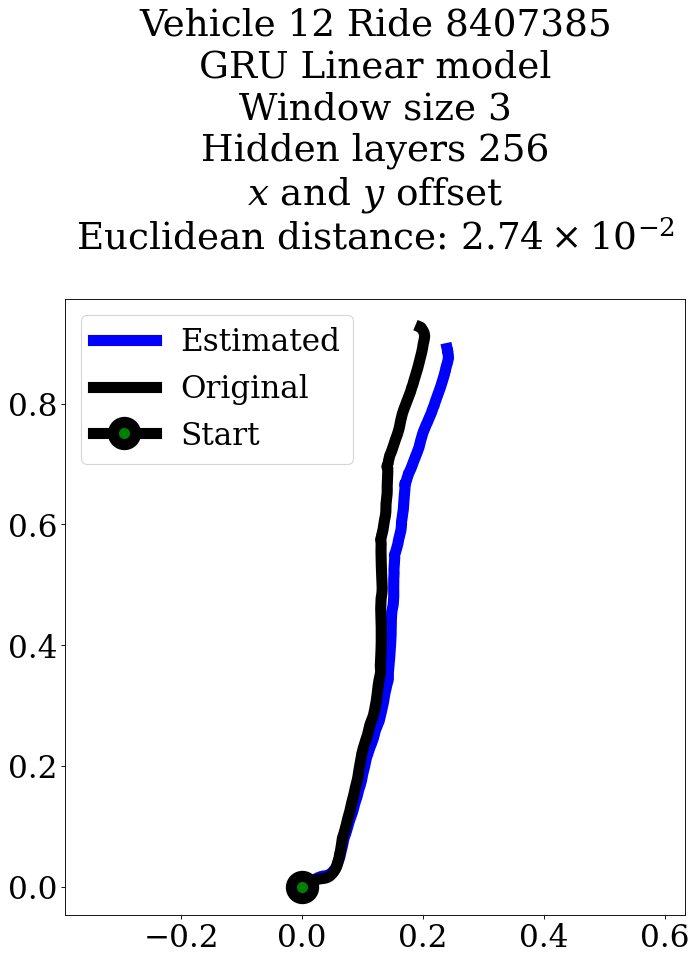 Vehicle 12 Ride 8407385
GRU Linear model
Window size 3
Hidden layers 256
x and y offset
Euclidean distance: 2.74 × 10⁻²
Estimated
Original
Start
0.8
0.6
0.4
0.2
0.0
−0.2 0.0 0.2 0.4 0.6